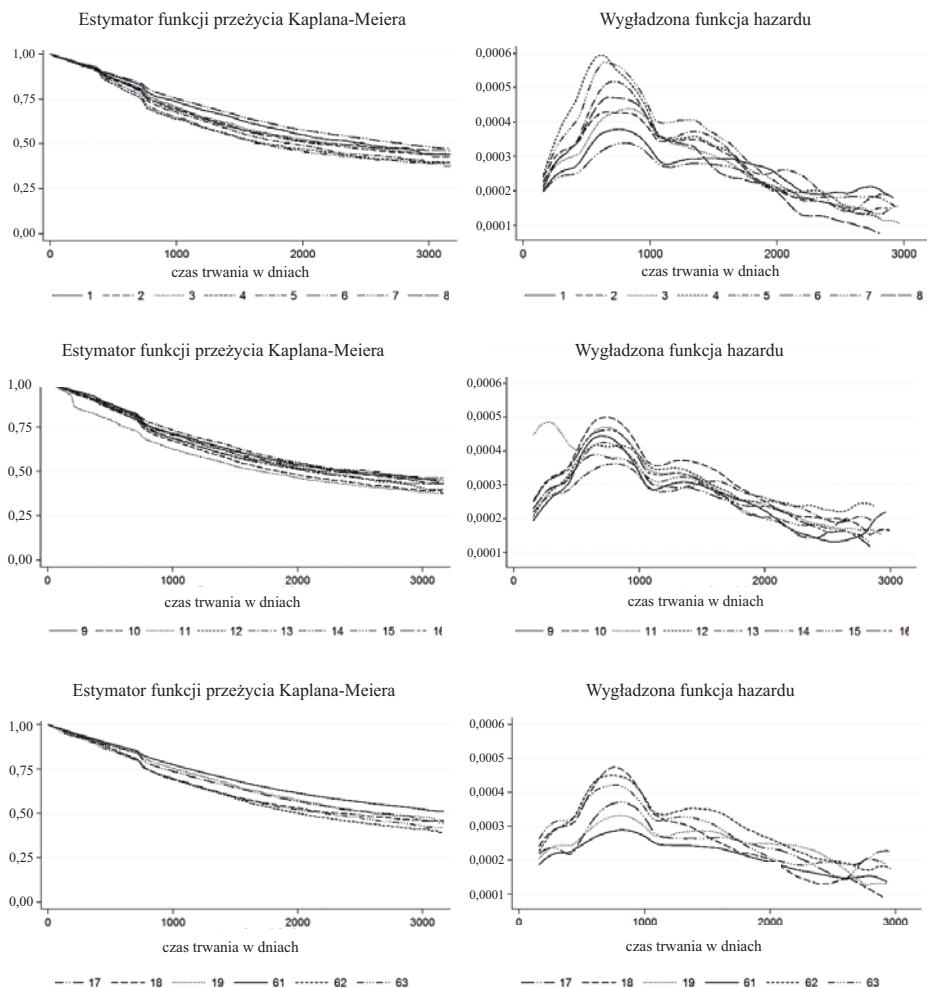 Estymator funkcji przeżycia Kaplana-Meiera
1,00
0,75
0,50
0,25
0,00
0 1000 2000 3000
czas trwania w dniach
1 2 3 4 5 6 7 8
Wygładzona funkcja hazardu
0,0006
0,0005
0,0004
0,0003
0,0002
0,0001
0 1000 2000 3000
czas trwania w dniach
1 2 3 4 5 6 7 8
Estymator funkcji przeżycia Kaplana-Meiera
1,00
0,75
0,50
0,25
0,00
0 1000 2000 3000
czas trwania w dniach
9 10 11 12 13 14 15 16
Wygładzona funkcja hazardu
0,0006
0,0005
0,0004
0,0003
0,0002
0,0001
0 1000 2000 3000
czas trwania w dniach
9 10 11 12 13 14 15 16
Estymator funkcji przeżycia Kaplana-Meiera
1,00
0,75
0,50
0,25
0,00
0 1000 2000 3000
czas trwania w dniach
17 18 19 61 62 63
Wygładzona funkcja hazardu
0,0006
0,0005
0,0004
0,0003
0,0002
0,0001
0 1000 2000 3000
czas trwania w dniach
17 18 19 61 62 63